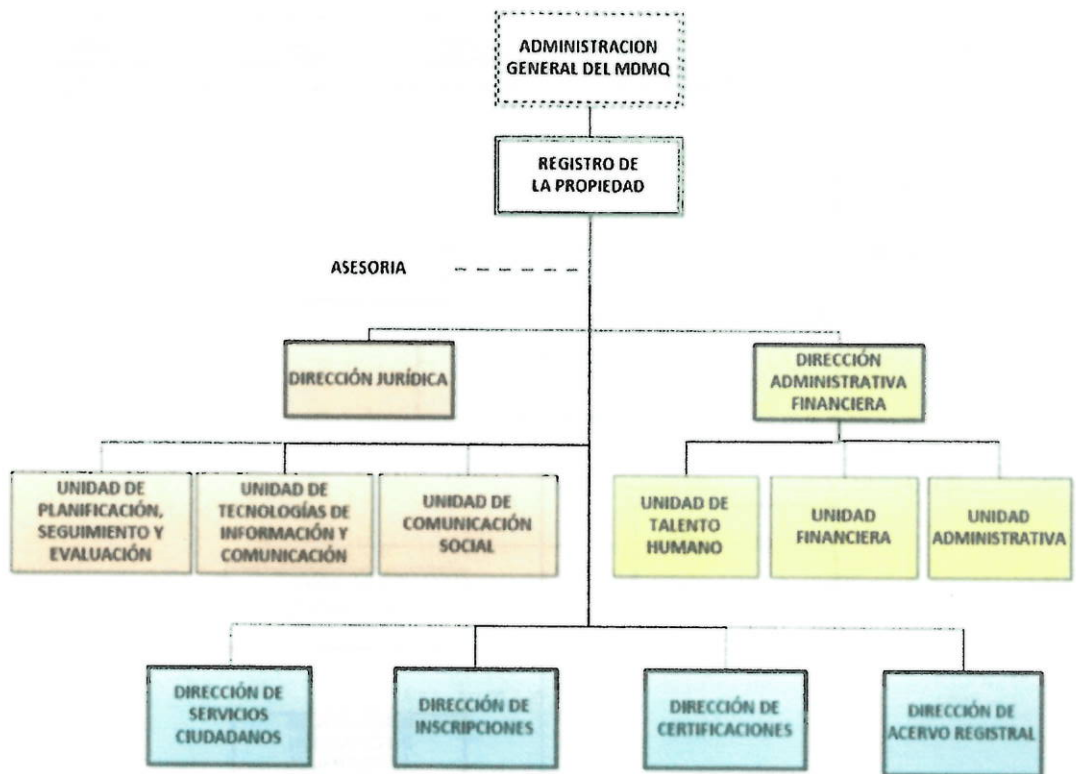 ADMINISTRACION
GENERAL DEL MDMQ
REGISTRO DE
LA PROPIEDAD
ASESORIA
DIRECCIÓN JURÍDICA
DIRECCIÓN
ADMINISTRATIVA
FINANCIERA
UNIDAD DE
PLANIFICACIÓN,
SEGUIMIENTO Y
EVALUACIÓN
UNIDAD DE
TECNOLOGÍAS DE
INFORMACIÓN Y
COMUNICACIÓN
UNIDAD DE
COMUNICACIÓN
SOCIAL
UNIDAD DE
TALENTO
HUMANO
UNIDAD
FINANCIERA
UNIDAD
ADMINISTRATIVA
DIRECCIÓN DE
SERVICIOS
CIUDADANOS
DIRECCIÓN DE
INSCRIPCIONES
DIRECCIÓN DE
CERTIFICACIONES
DIRECCIÓN DE
ACERVO REGISTRAL